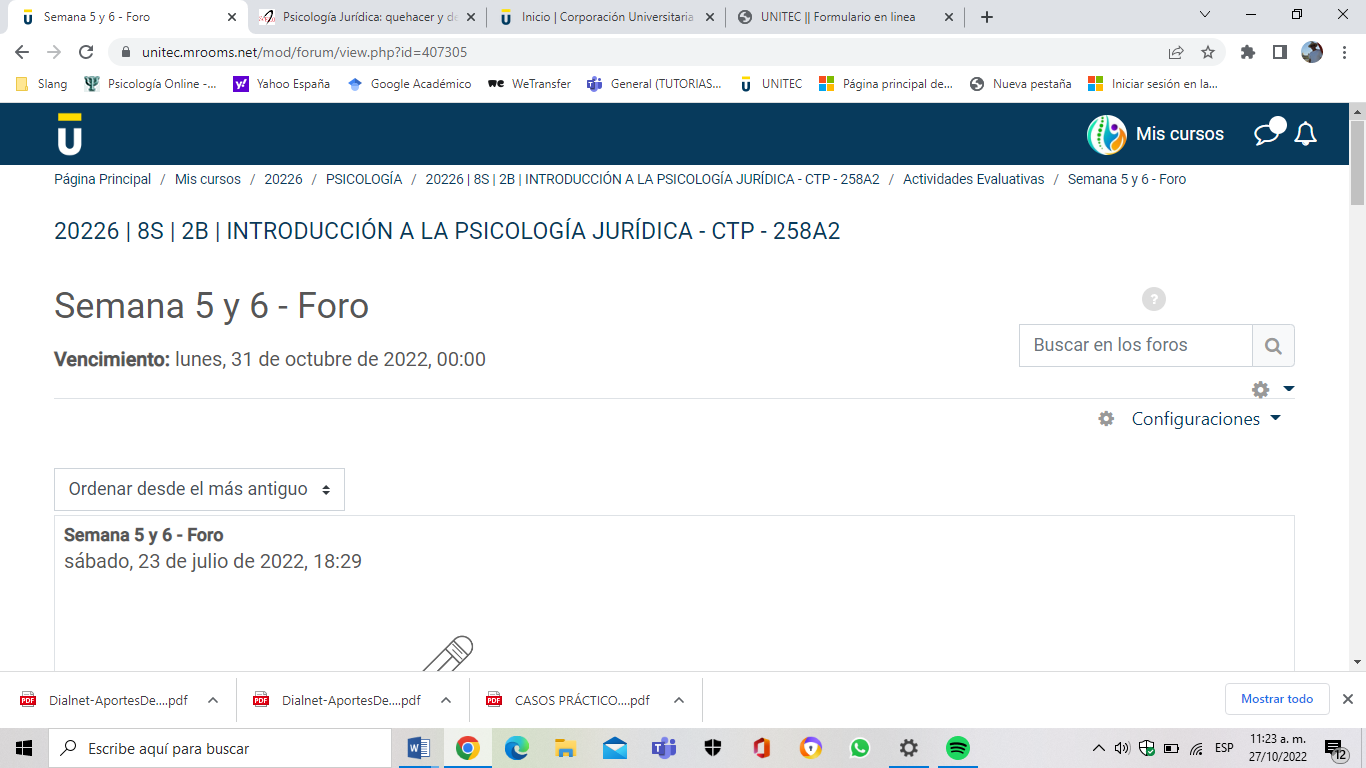 Semana 5 y 6 - Foro
Psicología Jurídica: quehacer y de
Inicio | Corporación Universitaria
UNITEC || Formulario en linea
unitec.mrooms.net/mod/forum/view.php?id=407305
Slang
Psicología Online -...
Yahoo España
Google Académico
WeTransfer
General (TUTORIAS...
UNITEC
Página principal de...
Nueva pestaña
Iniciar sesión en la...
Mis cursos
Página Principal / Mis cursos / 20226 / PSICOLOGÍA / 20226 | 8S | 2B | INTRODUCCIÓN A LA PSICOLOGÍA JURÍDICA - CTP - 258A2 / Actividades Evaluativas / Semana 5 y 6 - Foro
20226 | 8S | 2B | INTRODUCCIÓN A LA PSICOLOGÍA JURÍDICA - CTP - 258A2
Semana 5 y 6 - Foro
Vencimiento: lunes, 31 de octubre de 2022, 00:00
Buscar en los foros
Configuraciones
Ordenar desde el más antiguo
Semana 5 y 6 - Foro
sábado, 23 de julio de 2022, 18:29
Dialnet-AportesDe....pdf
Dialnet-AportesDe....pdf
CASOS PRÁCTICO....pdf
Mostrar todo
Escribe aquí para buscar
ESP
11:23 a. m.
27/10/2022
12